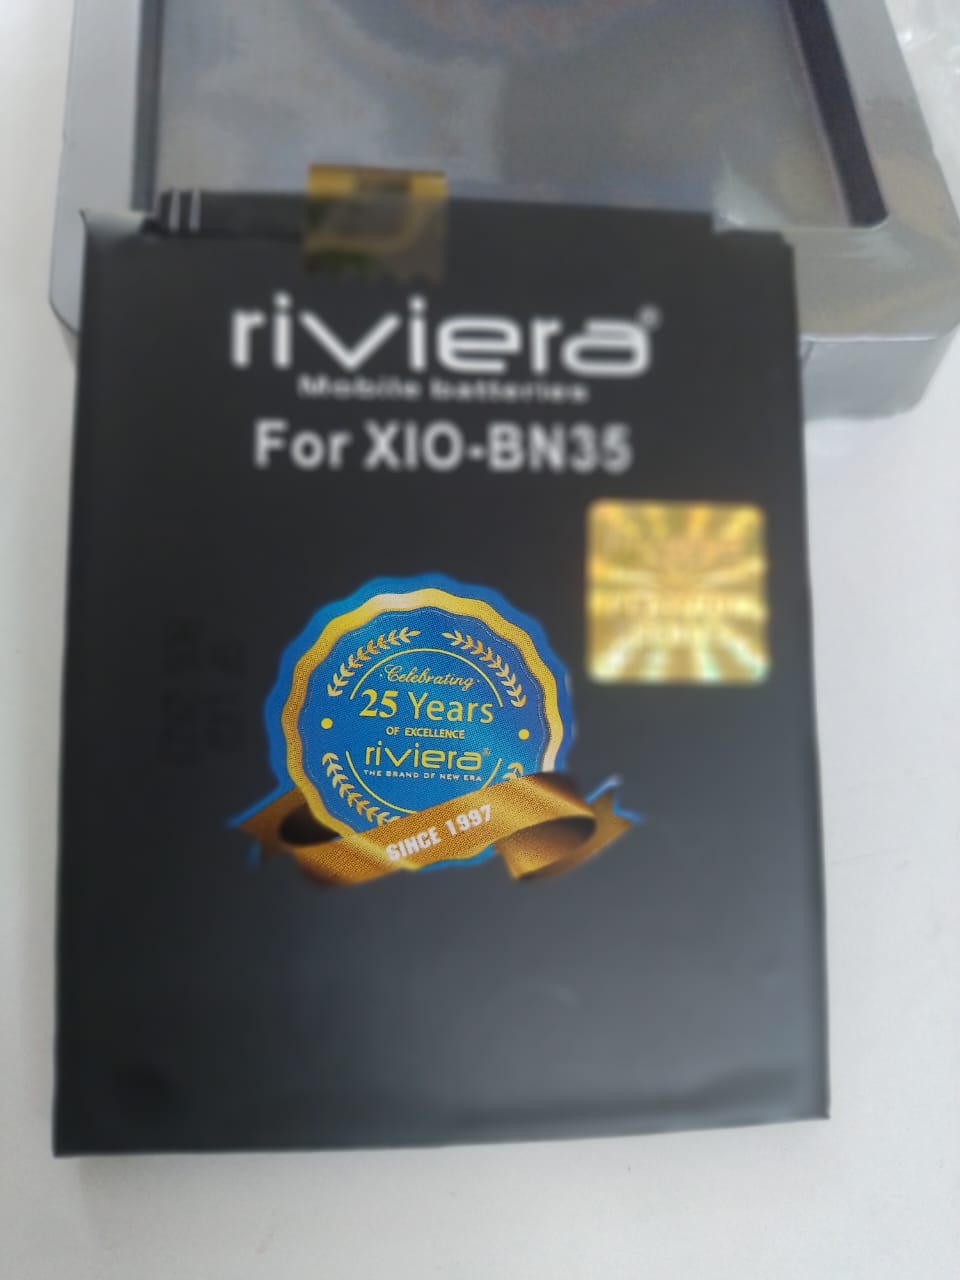 riviera®
Mobile batteries
For XIO-BN35
Celebrating
25 Years
OF EXCELLENCE
riviera®
THE BRAND OF NEW ERA
SINCE 1997